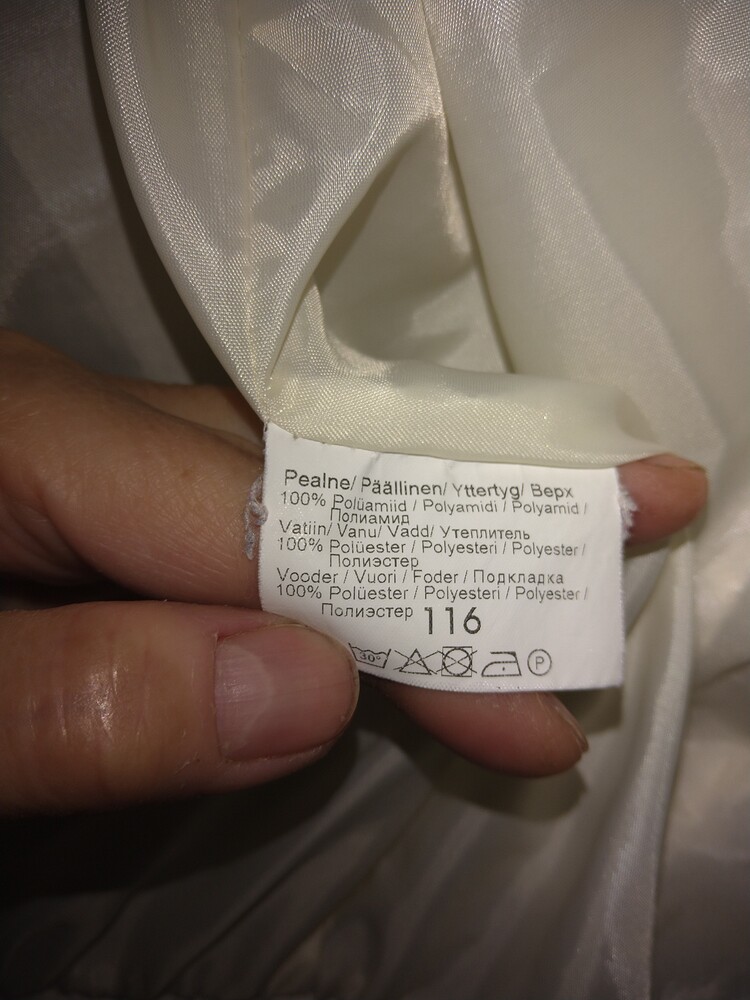 Pealne/ Päällinen/ Yttertyg/ Верх
100% Polüamiid / Polyamidi / Polyamid /
Полиамид
Vatiin/ Vanu/ Vadd/ Утеплитель
100% Polüester / Polyesteri / Polyester /
Полиэстер
Vooder / Vuori / Foder / Подкладка
100% Polüester / Polyesteri / Polyester /
Полиэстер 116
30° P